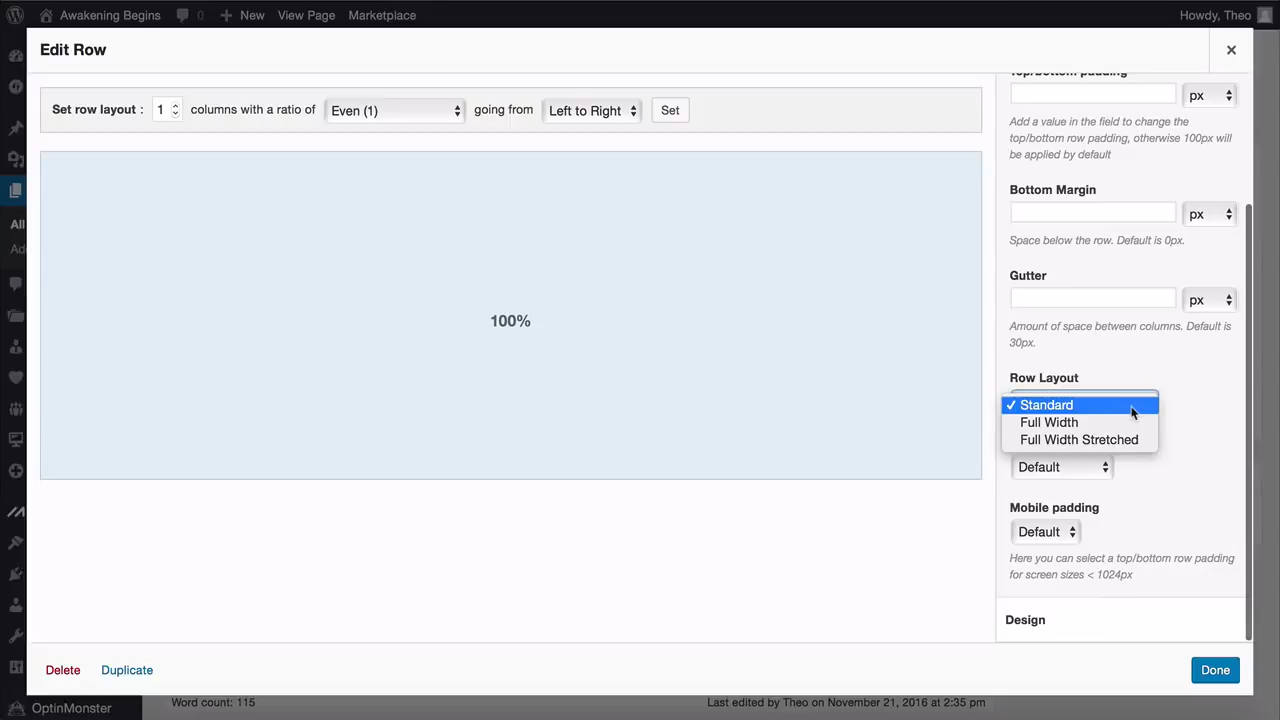 Awakening Begins 0 New View Page Marketplace Howdy, Theo
Edit Row
Set row layout : 1 columns with a ratio of Even (1) going from Left to Right Set
100%
Top/bottom padding
px
Add a value in the field to change the
top/bottom row padding, otherwise 100px will
be applied by default
Bottom Margin
px
Space below the row. Default is 0px.
Gutter
px
Amount of space between columns. Default is
30px.
Row Layout
✓ Standard
Full Width
Full Width Stretched
Default
Mobile padding
Default
Here you can select a top/bottom row padding
for screen sizes < 1024px
Design
All
Ad
Delete Duplicate Done
OptinMonster
Word count: 115 Last edited by Theo on November 21, 2016 at 2:35 pm